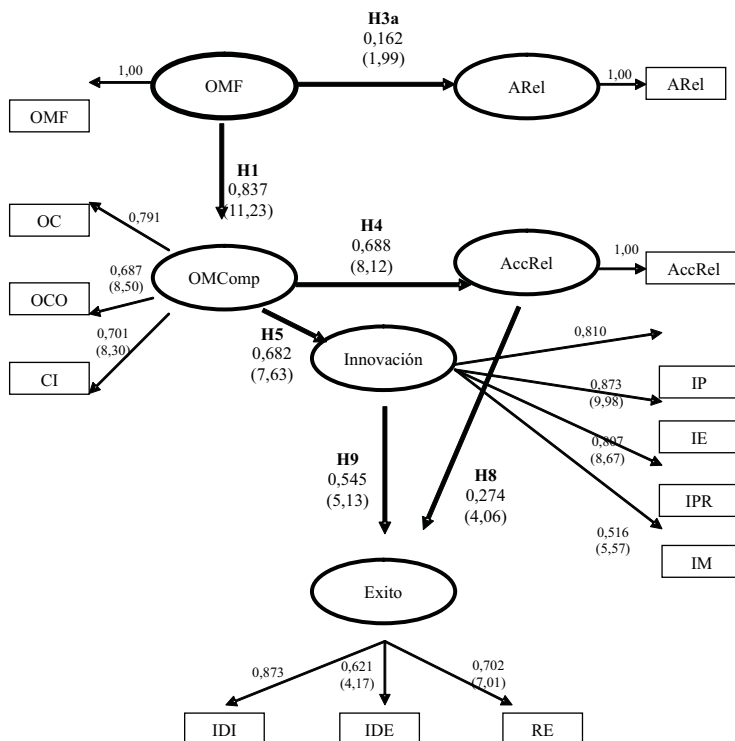 H3a
0,162
(1,99)
1,00
OMF
ARel
1,00
ARel
OMF
H1
0,837
(11,23)
OC
0,791
H4
0,688
(8,12)
OMComp
AccRel
1,00
AccRel
OCO
0,687
(8,50)
0,701
(8,30)
CI
H5
0,682
(7,63)
Innovación
0,810
0,873
(9,98)
IP
0,807
(8,67)
IE
H9
0,545
(5,13)
H8
0,274
(4,06)
IPR
0,516
(5,57)
IM
Exito
0,873
0,621
(4,17)
0,702
(7,01)
IDI
IDE
RE